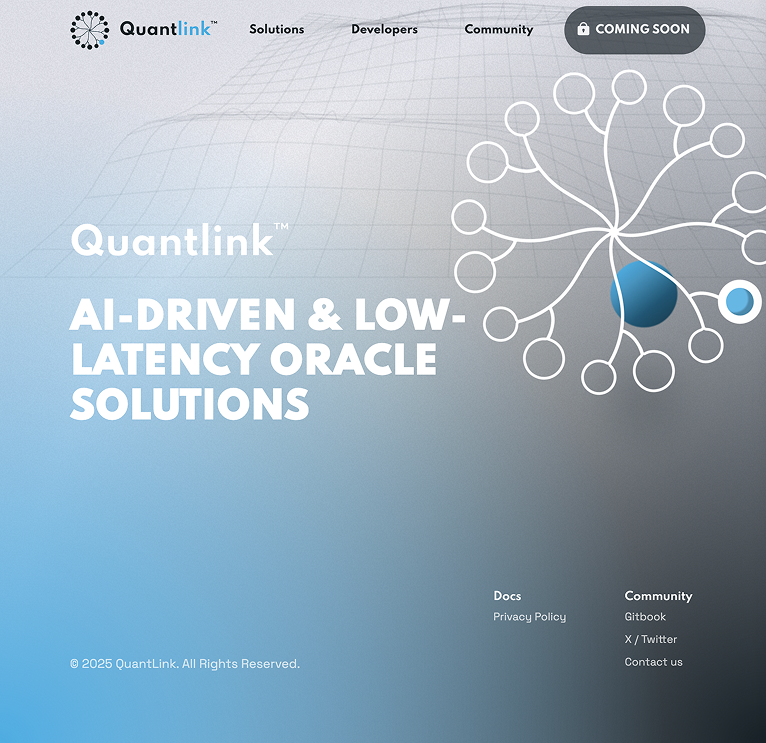 Quantlink™
Solutions
Developers
Community
COMING SOON
Quantlink™
AI-DRIVEN & LOW-
LATENCY ORACLE
SOLUTIONS
Docs
Privacy Policy
Community
Gitbook
X / Twitter
Contact us
© 2025 QuantLink. All Rights Reserved.